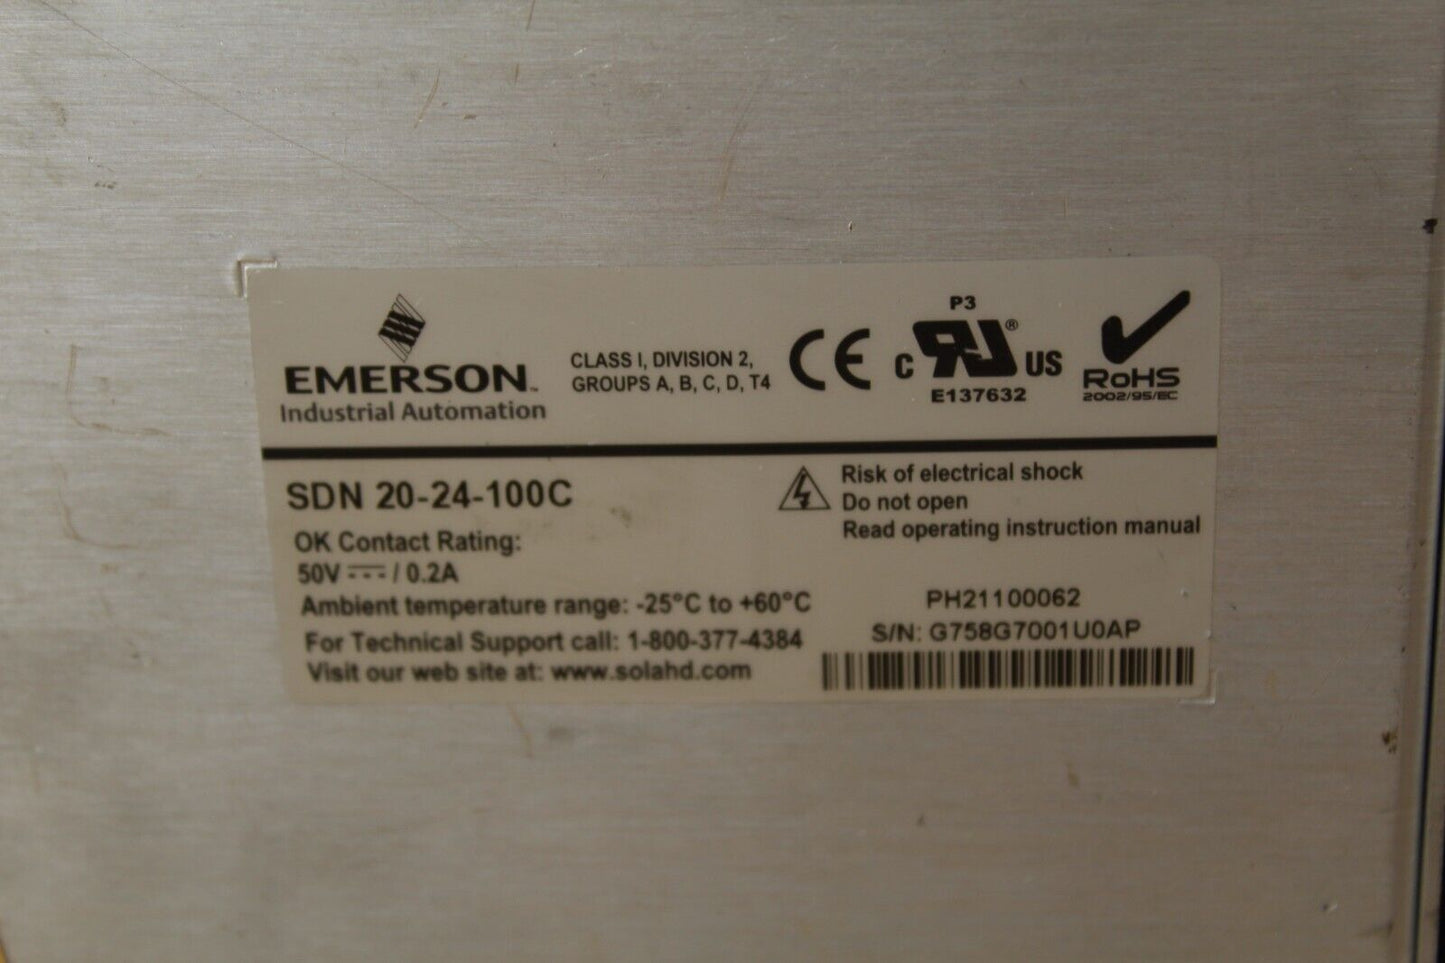 EMERSON™
Industrial Automation
CLASS I, DIVISION 2,
GROUPS A, B, C, D, T4
CE
P3
C RU® US
E137632
RoHS
2002/95/EC
SDN 20-24-100C
OK Contact Rating:
50V ⎓ / 0.2A
Ambient temperature range: -25°C to +60°C
For Technical Support call: 1-800-377-4384
Visit our web site at: www.solahd.com
Risk of electrical shock
Do not open
Read operating instruction manual
PH21100062
S/N: G758G7001U0AP